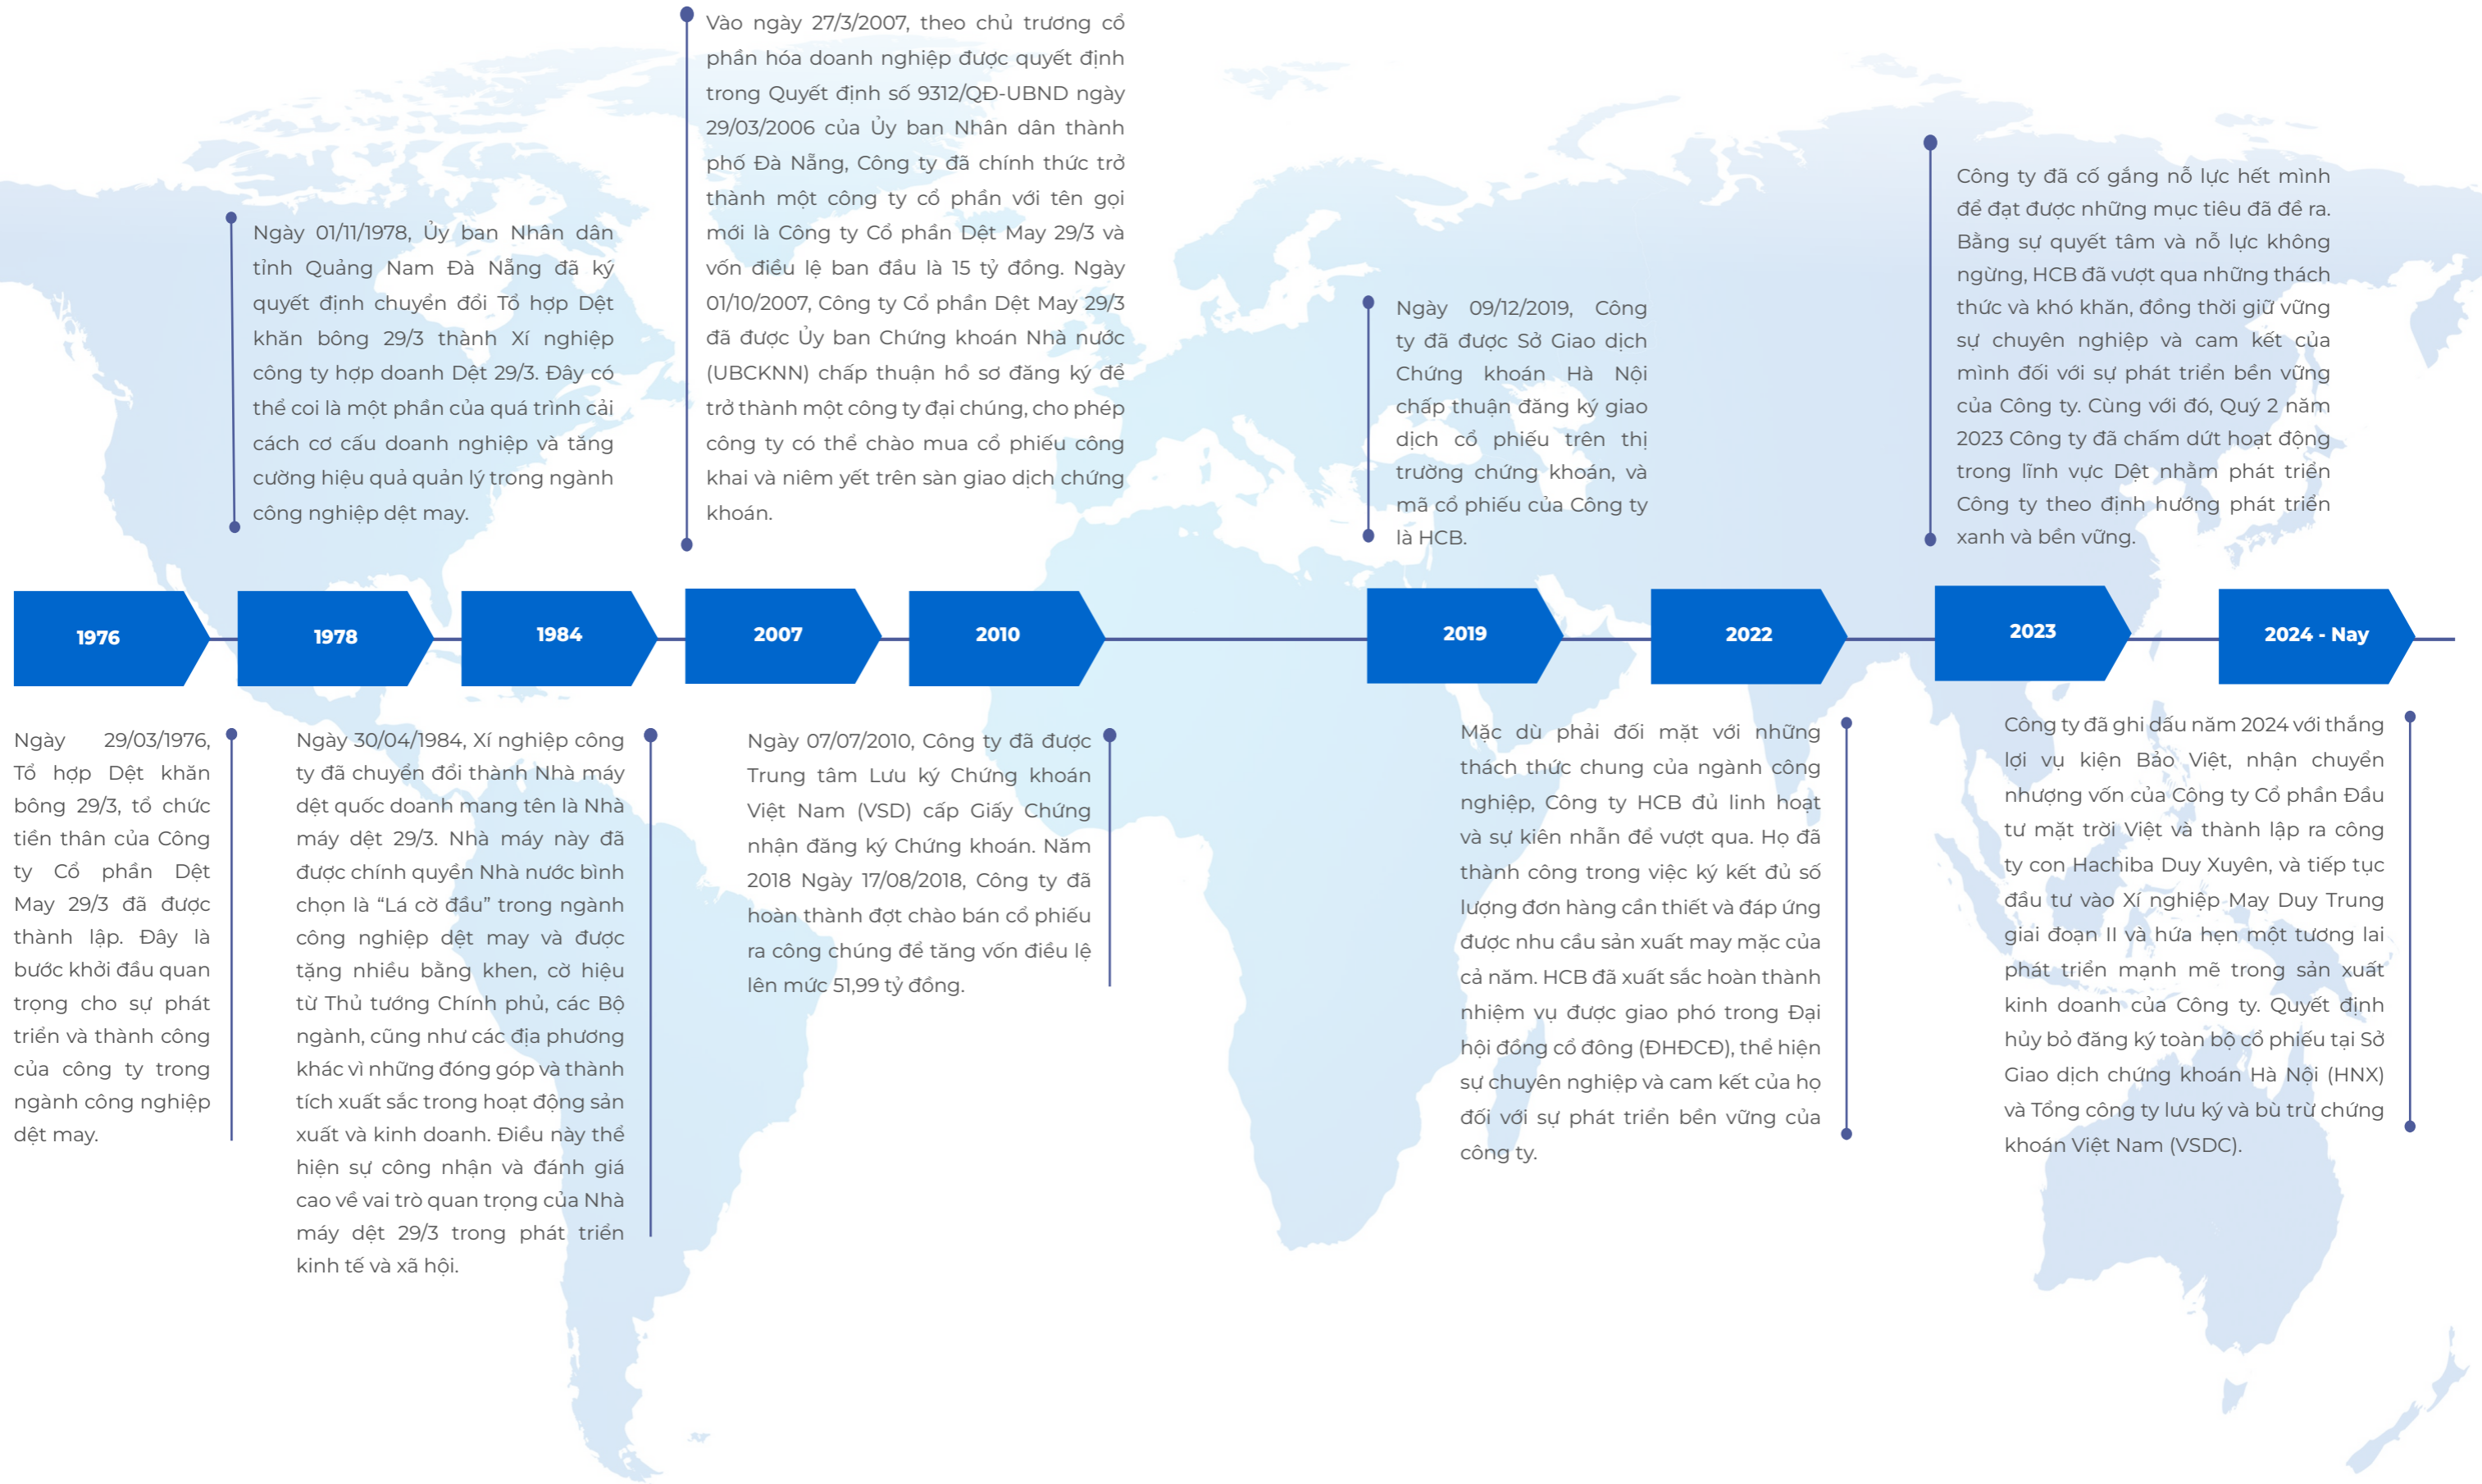 Vào ngày 27/3/2007, theo chủ trương cổ
phần hóa doanh nghiệp được quyết định
trong Quyết định số 9312/QĐ-UBND ngày
29/03/2006 của Ủy ban Nhân dân thành
phố Đà Nẵng, Công ty đã chính thức trở
thành một công ty cổ phần với tên gọi
mới là Công ty Cổ phần Dệt May 29/3 và
vốn điều lệ ban đầu là 15 tỷ đồng. Ngày
01/10/2007, Công ty Cổ phần Dệt May 29/3
đã được Ủy ban Chứng khoán Nhà nước
(UBCKNN) chấp thuận hồ sơ đăng ký để
trở thành một công ty đại chúng, cho phép
công ty có thể chào mua cổ phiếu công
khai và niêm yết trên sàn giao dịch chứng
khoán.
Ngày 01/11/1978, Ủy ban Nhân dân
tỉnh Quảng Nam Đà Nẵng đã ký
quyết định chuyển đổi Tổ hợp Dệt
khăn bông 29/3 thành Xí nghiệp
công ty hợp doanh Dệt 29/3. Đây có
thể coi là một phần của quá trình cải
cách cơ cấu doanh nghiệp và tăng
cường hiệu quả quản lý trong ngành
công nghiệp dệt may.
Ngày 09/12/2019, Công
ty đã được Sở Giao dịch
Chứng khoán Hà Nội
chấp thuận đăng ký giao
dịch cổ phiếu trên thị
trường chứng khoán, và
mã cổ phiếu của Công ty
là HCB.
Công ty đã cố gắng nỗ lực hết mình
để đạt được những mục tiêu đã đề ra.
Bằng sự quyết tâm và nỗ lực không
ngừng, HCB đã vượt qua những thách
thức và khó khăn, đồng thời giữ vững
sự chuyên nghiệp và cam kết của
mình đối với sự phát triển bền vững
của Công ty. Cùng với đó, Quý 2 năm
2023 Công ty đã chấm dứt hoạt động
trong lĩnh vực Dệt nhằm phát triển
Công ty theo định hướng phát triển
xanh và bền vững.
1976
1978
1984
2007
2010
2019
2022
2023
2024 - Nay
Ngày 29/03/1976,
Tổ hợp Dệt khăn
bông 29/3, tổ chức
tiền thân của Công
ty Cổ phần Dệt
May 29/3 đã được
thành lập. Đây là
bước khởi đầu quan
trọng cho sự phát
triển và thành công
của công ty trong
ngành công nghiệp
dệt may.
Ngày 30/04/1984, Xí nghiệp công
ty đã chuyển đổi thành Nhà máy
dệt quốc doanh mang tên là Nhà
máy dệt 29/3. Nhà máy này đã
được chính quyền Nhà nước bình
chọn là “Lá cờ đầu” trong ngành
công nghiệp dệt may và được
tặng nhiều bằng khen, cờ hiệu
từ Thủ tướng Chính phủ, các Bộ
ngành, cũng như các địa phương
khác vì những đóng góp và thành
tích xuất sắc trong hoạt động sản
xuất và kinh doanh. Điều này thể
hiện sự công nhận và đánh giá
cao về vai trò quan trọng của Nhà
máy dệt 29/3 trong phát triển
kinh tế và xã hội.
Ngày 07/07/2010, Công ty đã được
Trung tâm Lưu ký Chứng khoán
Việt Nam (VSD) cấp Giấy Chứng
nhận đăng ký Chứng khoán. Năm
2018 Ngày 17/08/2018, Công ty đã
hoàn thành đợt chào bán cổ phiếu
ra công chúng để tăng vốn điều lệ
lên mức 51,99 tỷ đồng.
Mặc dù phải đối mặt với những
thách thức chung của ngành công
nghiệp, Công ty HCB đủ linh hoạt
và sự kiên nhẫn để vượt qua. Họ đã
thành công trong việc ký kết đủ số
lượng đơn hàng cần thiết và đáp ứng
được nhu cầu sản xuất may mặc của
cả năm. HCB đã xuất sắc hoàn thành
nhiệm vụ được giao phó trong Đại
hội đồng cổ đông (ĐHĐCĐ), thể hiện
sự chuyên nghiệp và cam kết của họ
đối với sự phát triển bền vững của
công ty.
Công ty đã ghi dấu năm 2024 với thắng
lợi vụ kiện Bảo Việt, nhận chuyển
nhượng vốn của Công ty Cổ phần Đầu
tư mặt trời Việt và thành lập ra công
ty con Hachiba Duy Xuyên, và tiếp tục
đầu tư vào Xí nghiệp May Duy Trung
giai đoạn II và hứa hẹn một tương lai
phát triển mạnh mẽ trong sản xuất
kinh doanh của Công ty. Quyết định
hủy bỏ đăng ký toàn bộ cổ phiếu tại Sở
Giao dịch chứng khoán Hà Nội (HNX)
và Tổng công ty lưu ký và bù trừ chứng
khoán Việt Nam (VSDC).